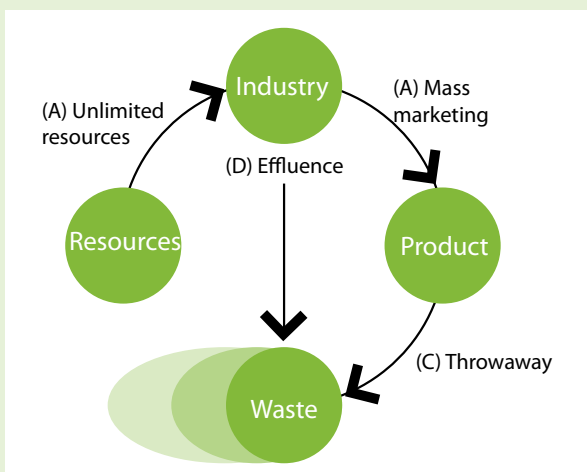 Industry
(A) Unlimited
resources
(A) Mass
marketing
(D) Effluence
Resources
Product
(C) Throwaway
Waste